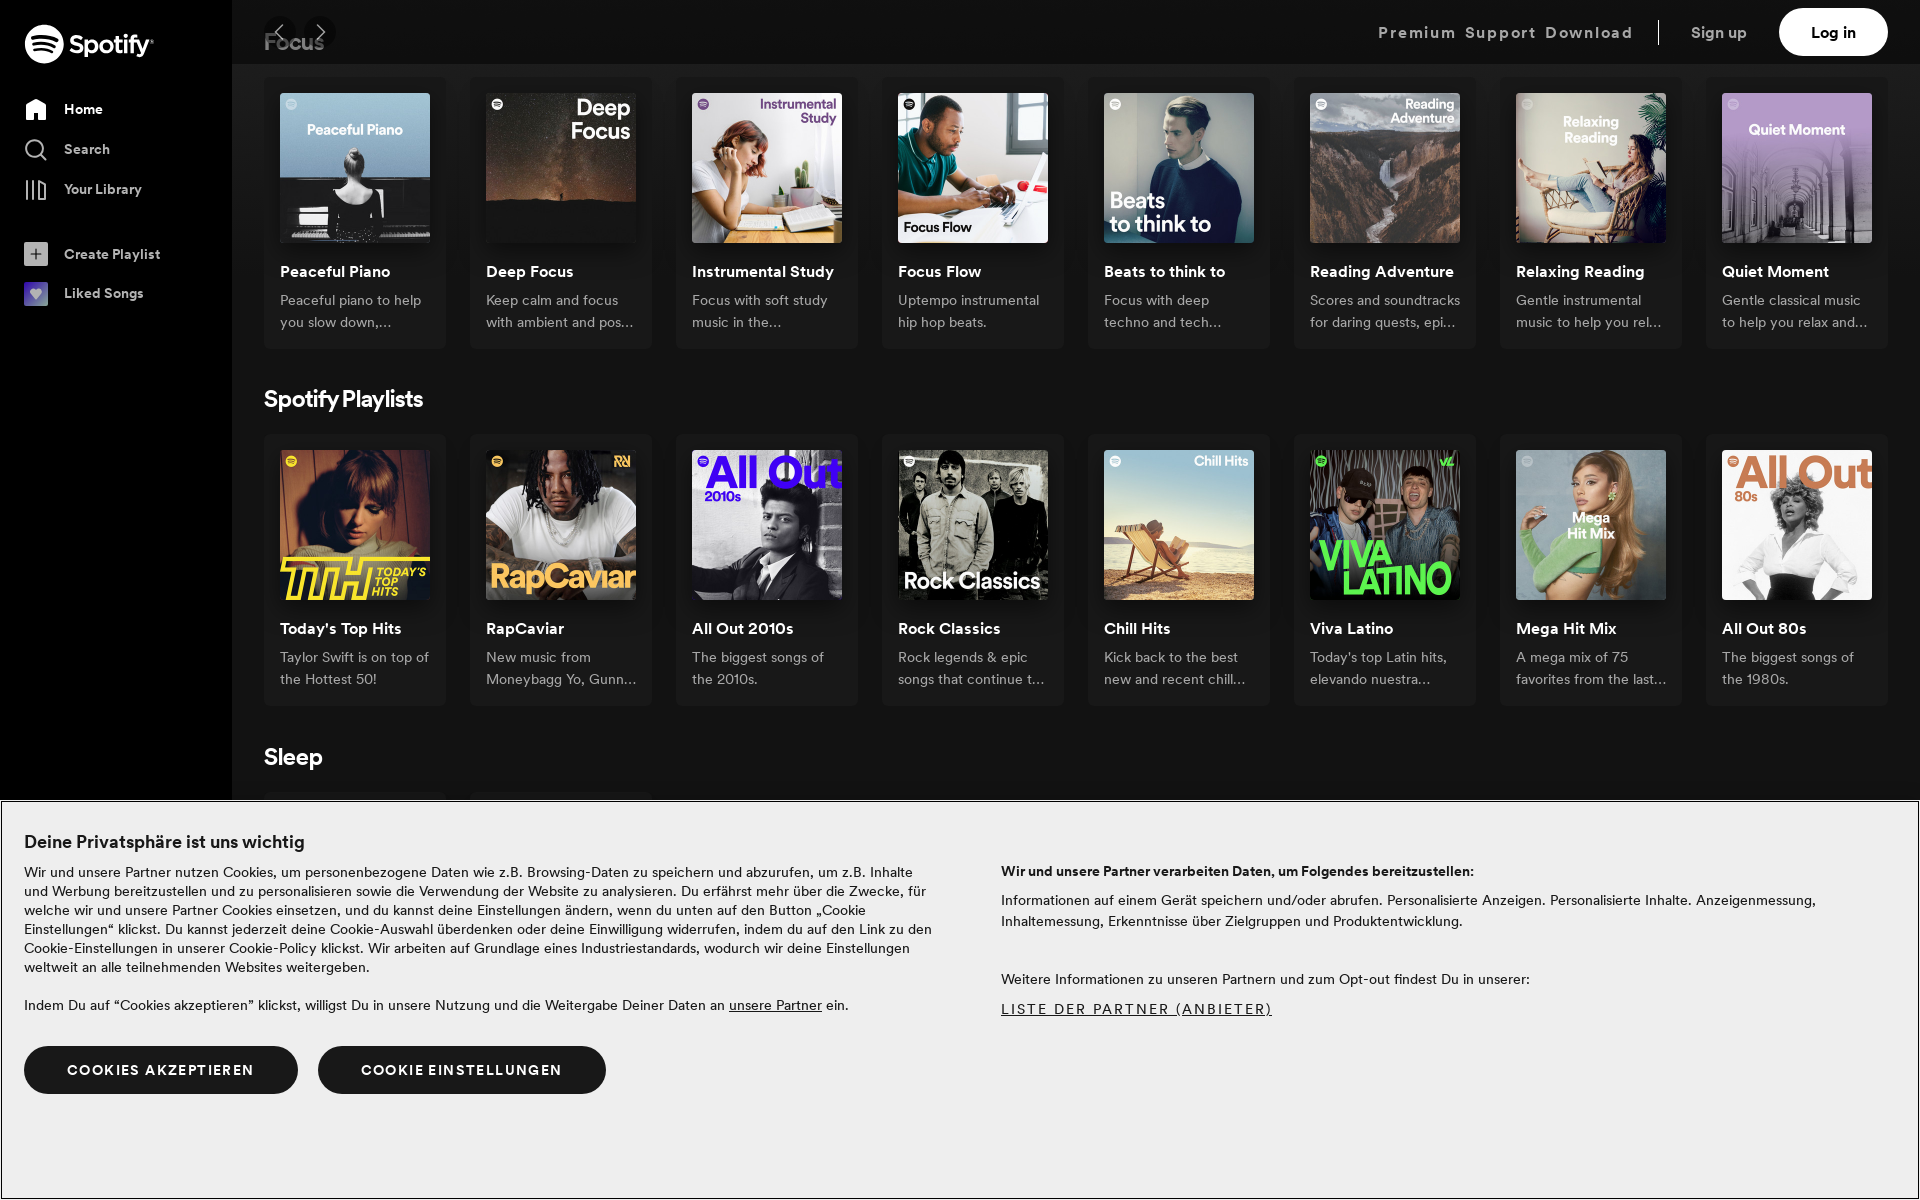 Spotify
Home
Search
Your Library
Create Playlist
Liked Songs
Focus
Premium Support Download
Sign up
Log in
Peaceful Piano
Deep
Focus
Instrumental
Study
Focus Flow
Beats
to think to
Reading
Adventure
Relaxing
Reading
Quiet Moment
Peaceful Piano
Peaceful piano to help
you slow down,...
Deep Focus
Keep calm and focus
with ambient and pos...
Instrumental Study
Focus with soft study
music in the...
Focus Flow
Uptempo instrumental
hip hop beats.
Beats to think to
Focus with deep
techno and tech...
Reading Adventure
Scores and soundtracks
for daring quests, epi...
Relaxing Reading
Gentle instrumental
music to help you rel...
Quiet Moment
Gentle classical music
to help you relax and...
Spotify Playlists
TTH TODAY'S
TOP
HITS
RapCaviar
All Out
2010s
Rock Classics
Chill Hits
VIVA
LATINO
Mega
Hit Mix
All Out
80s
Today's Top Hits
Taylor Swift is on top of
the Hottest 50!
RapCaviar
New music from
Moneybagg Yo, Gunn...
All Out 2010s
The biggest songs of
the 2010s.
Rock Classics
Rock legends & epic
songs that continue t...
Chill Hits
Kick back to the best
new and recent chill...
Viva Latino
Today's top Latin hits,
elevando nuestra...
Mega Hit Mix
A mega mix of 75
favorites from the last...
All Out 80s
The biggest songs of
the 1980s.
Sleep
Deine Privatsphäre ist uns wichtig
Wir und unsere Partner nutzen Cookies, um personenbezogene Daten wie z.B. Browsing-Daten zu speichern und abzurufen, um z.B. Inhalte
und Werbung bereitzustellen und zu personalisieren sowie die Verwendung der Website zu analysieren. Du erfährst mehr über die Zwecke, für
welche wir und unsere Partner Cookies einsetzen, und du kannst deine Einstellungen ändern, wenn du unten auf den Button „Cookie
Einstellungen“ klickst. Du kannst jederzeit deine Cookie-Auswahl überdenken oder deine Einwilligung widerrufen, indem du auf den Link zu den
Cookie-Einstellungen in unserer Cookie-Policy klickst. Wir arbeiten auf Grundlage eines Industriestandards, wodurch wir deine Einstellungen
weltweit an alle teilnehmenden Websites weitergeben.
Indem Du auf “Cookies akzeptieren” klickst, willigst Du in unsere Nutzung und die Weitergabe Deiner Daten an unsere Partner ein.
COOKIES AKZEPTIEREN
COOKIE EINSTELLUNGEN
Wir und unsere Partner verarbeiten Daten, um Folgendes bereitzustellen:
Informationen auf einem Gerät speichern und/oder abrufen. Personalisierte Anzeigen. Personalisierte Inhalte. Anzeigenmessung,
Inhaltemessung, Erkenntnisse über Zielgruppen und Produktentwicklung.
Weitere Informationen zu unseren Partnern und zum Opt-out findest Du in unserer:
LISTE DER PARTNER (ANBIETER)